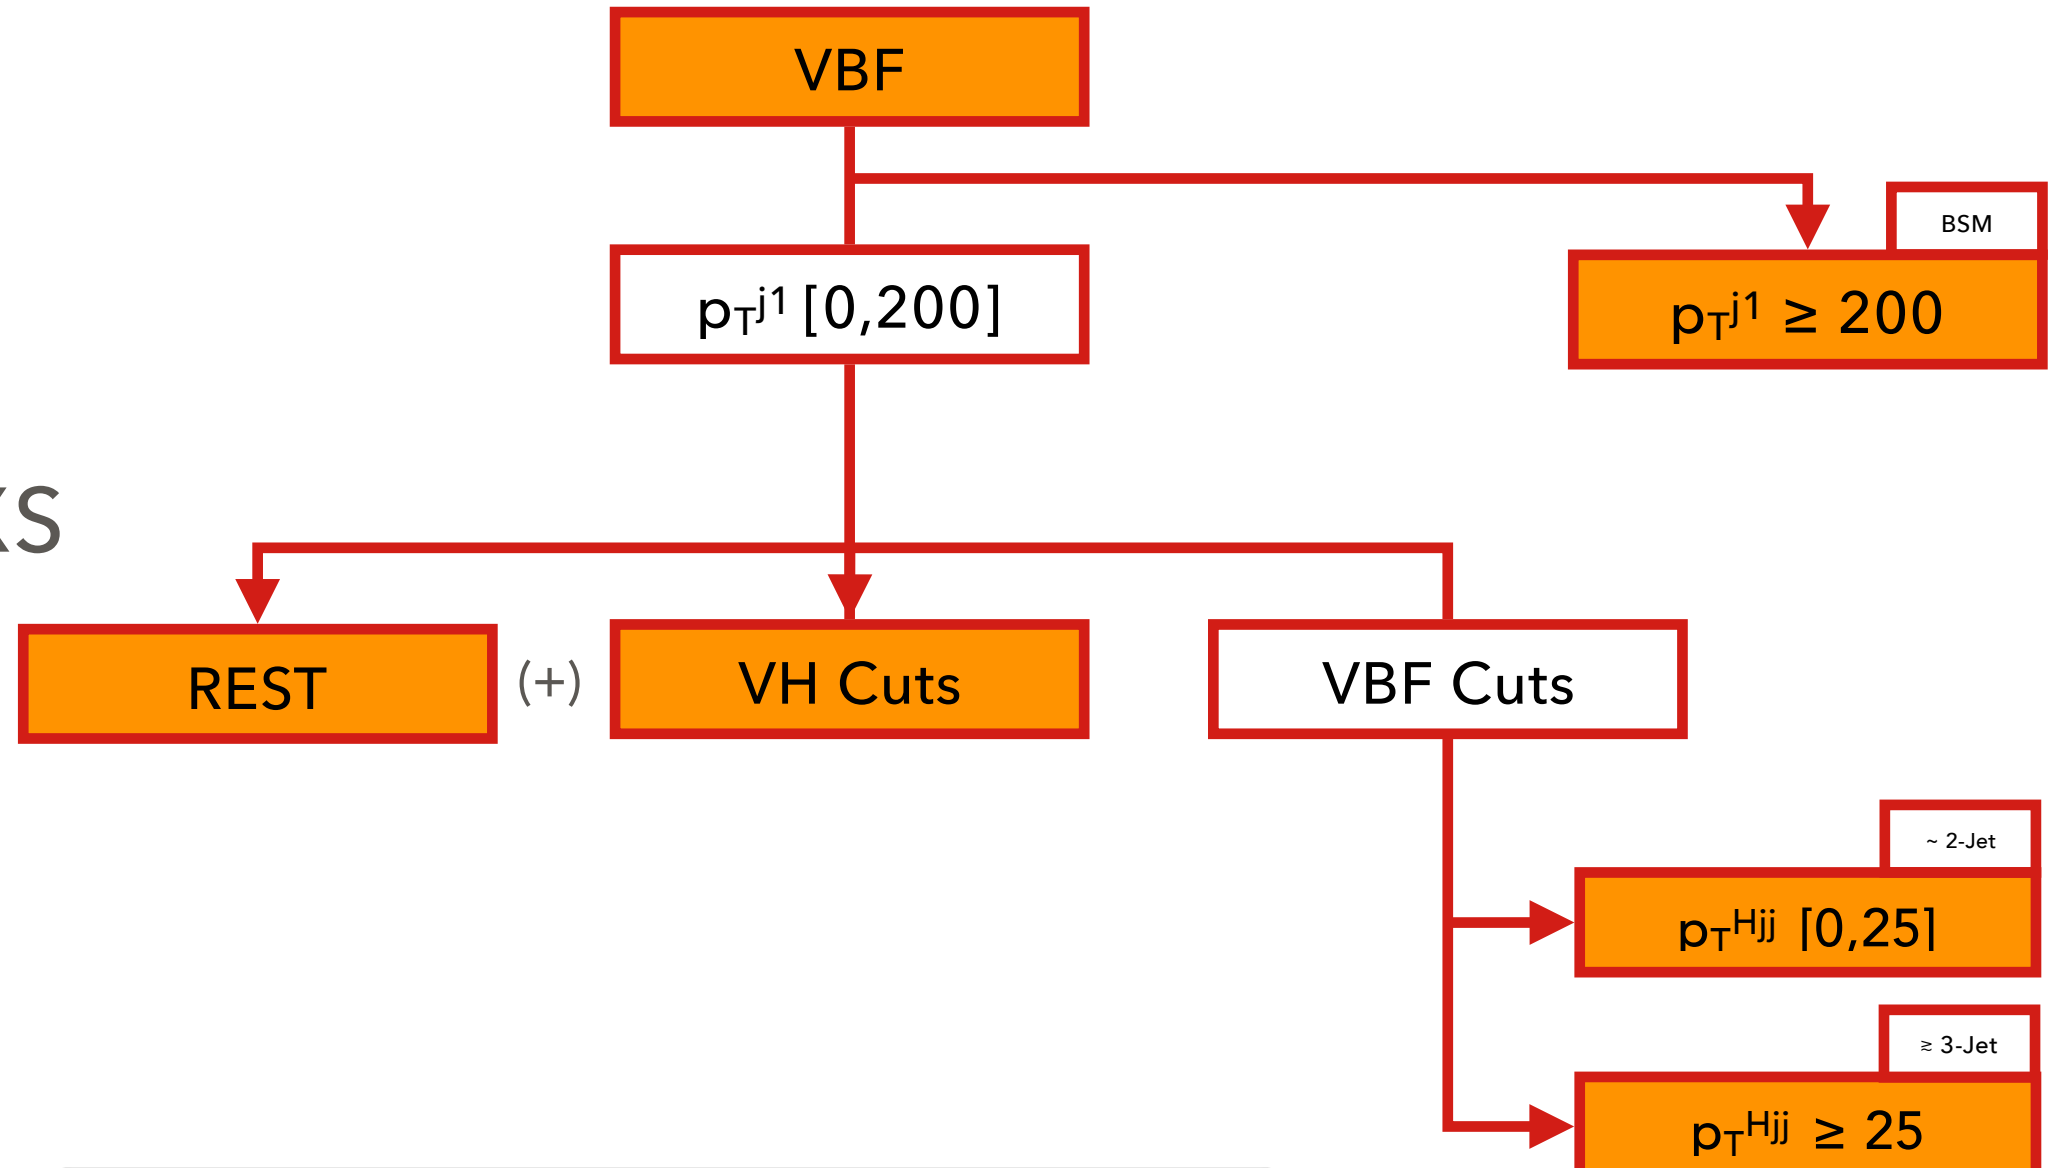 VBF
BSM
pTj1 [0,200]
pTj1 ≥ 200
REST
(+)
VH Cuts
VBF Cuts
~ 2-Jet
pTHjj [0,25]
≳ 3-Jet
pTHjj ≥ 25